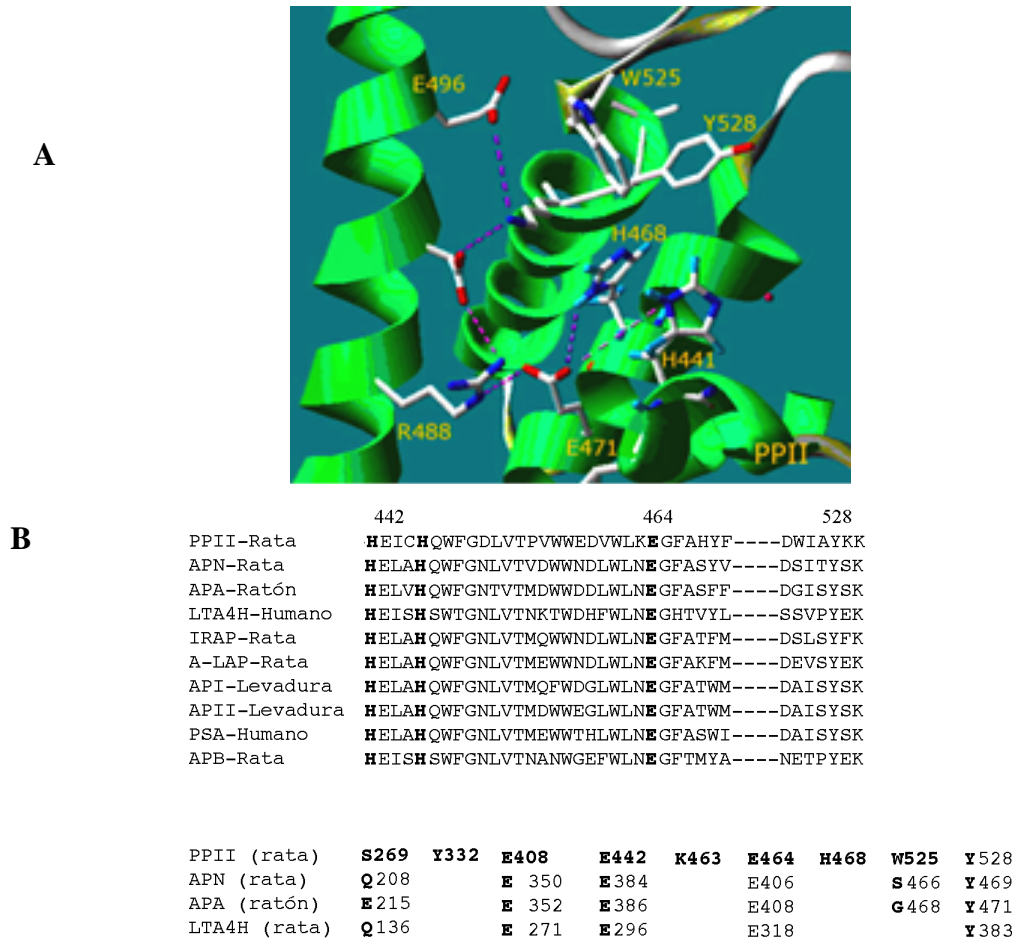 A
E496
W525
Y528
H468
H441
R488
E471
PPII
B
442 464 528
PPII-Rata HEICHQWFGDLVTPVWWEDVWLKEGFAHYF----DWIAYKK
APN-Rata HELAHQWFGNLVTVDWWNDLWLNEGFASYV----DSITYSK
APA-Ratón HELVHQWFGNTVTMDWWDDLWLNEGFASFF----DGISYSK
LTA4H-Humano HEISHSWTGNLVTNKTWDHFWLNEGHTVYL----SSVPYEK
IRAP-Rata HELAHQWFGNLVTMQWWNDLWLNEGFATFM----DSLSYFK
A-LAP-Rata HELAHQWFGNLVTMEWWNDLWLNEGFAKFM----DEVSYEK
API-Levadura HELAHQWFGNLVTMQFWDGLWLNEGFATWM----DAISYSK
APII-Levadura HELAHQWFGNLVTMDWWEGLWLNEGFATWM----DAISYSK
PSA-Humano HELAHQWFGNLVTMEWWTHLWLNEGFASWI----DAISYSK
APB-Rata HEISHSWFGNLVTNANWGEFWLNEGFTMYA----NETPYEK
PPII (rata) S269 Y332 E408 E442 K463 E464 H468 W525 Y528
APN (rata) Q208 E 350 E384 E406 S466 Y469
APA (ratón) E215 E 352 E386 E408 G468 Y471
LTA4H (rata) Q136 E 271 E296 E318 Y383